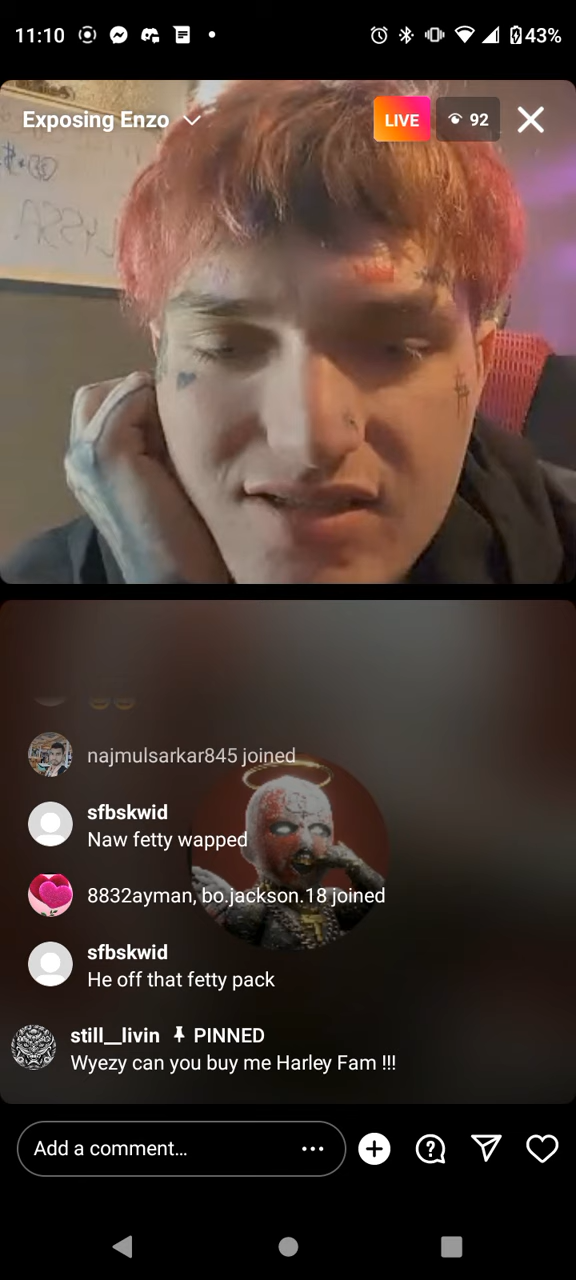 11:10
43%
Exposing Enzo
LIVE
92
najmulsarkar845 joined
sfbskwid
Naw fetty wapped
8832ayman, bo.jackson.18 joined
sfbskwid
He off that fetty pack
still__livin PINNED
Wyezy can you buy me Harley Fam !!!
Add a comment...